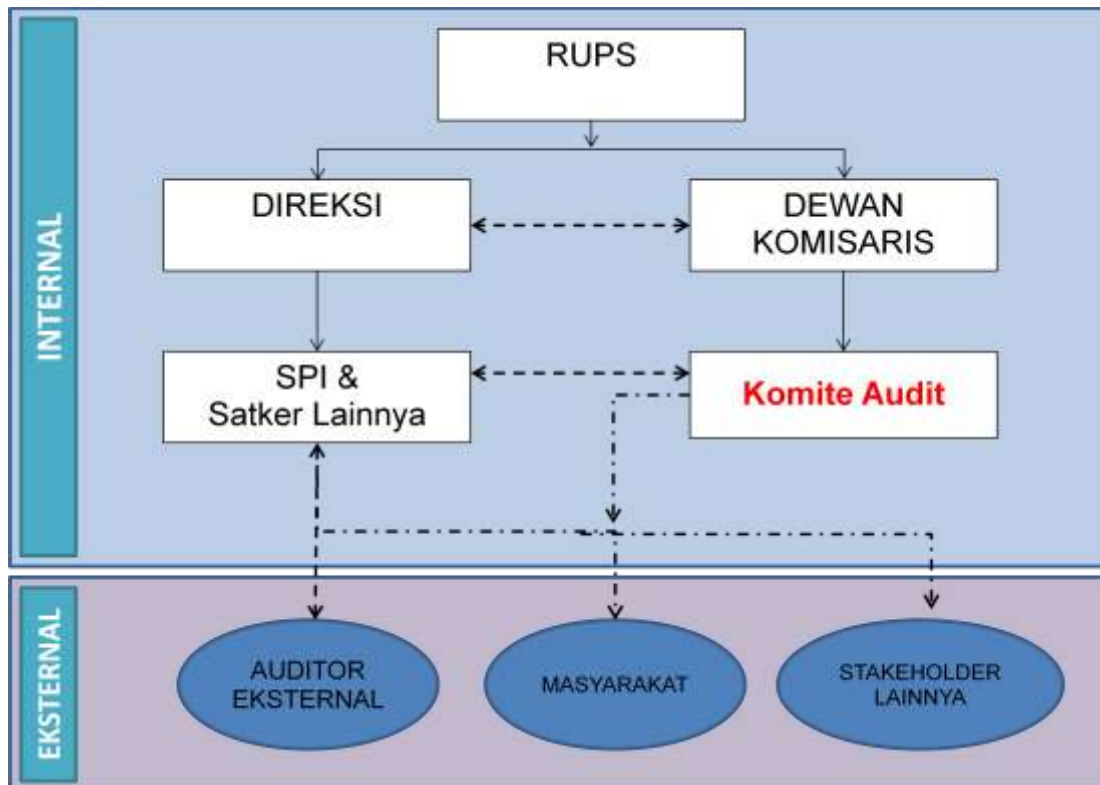 INTERNAL
RUPS
DIREKSI
DEWAN
KOMISARIS
SPI &
Satker Lainnya
Komite Audit
EKSTERNAL
AUDITOR
EKSTERNAL
MASYARAKAT
STAKEHOLDER
LAINNYA